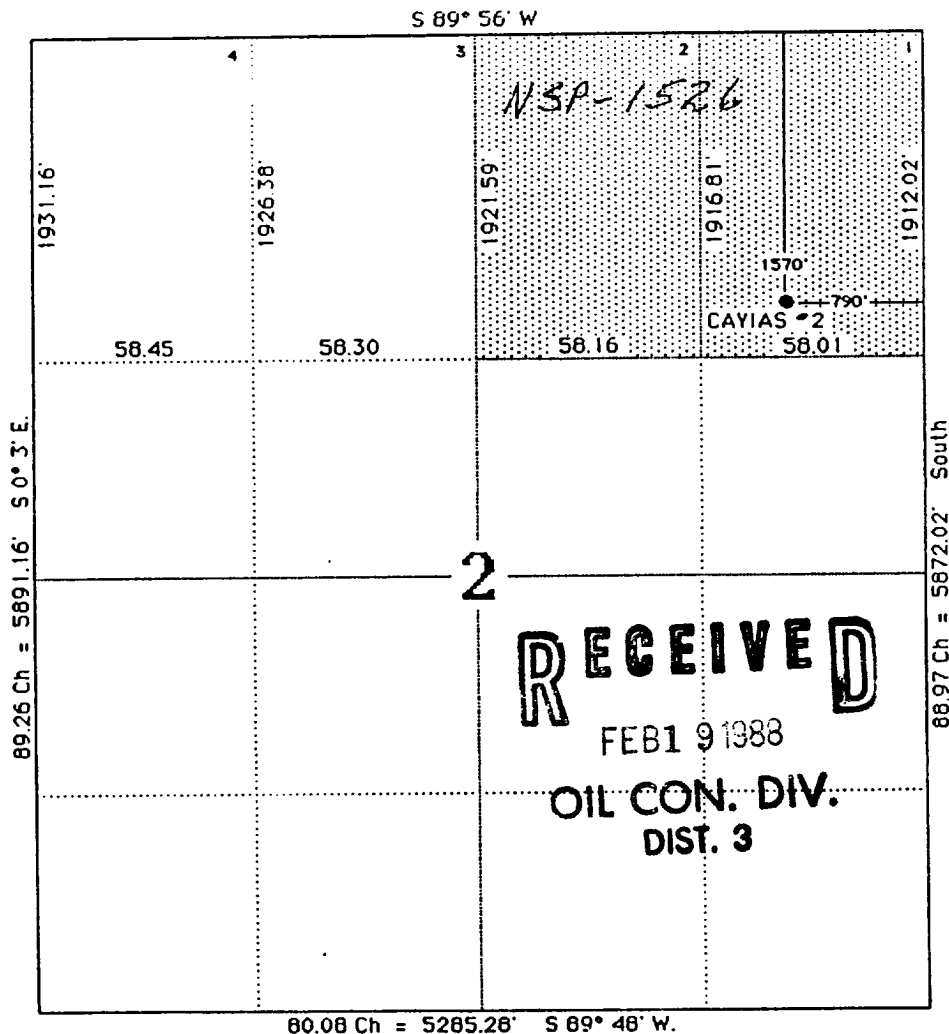 S 89° 56' W
4 3 2 1
NSP-1526
1931.16'
1926.38'
1921.59
1916.81'
1912.02'
1570'
790'
CAYIAS #2
58.45 58.30 58.16 58.01
89.26 Ch = 5891.16' S 0° 3' E.
88.97 Ch = 5872.02' South
2
RECEIVED
FEB 19 1988
OIL CON. DIV.
DIST. 3
80.08 Ch = 5285.28' S 89° 48' W.